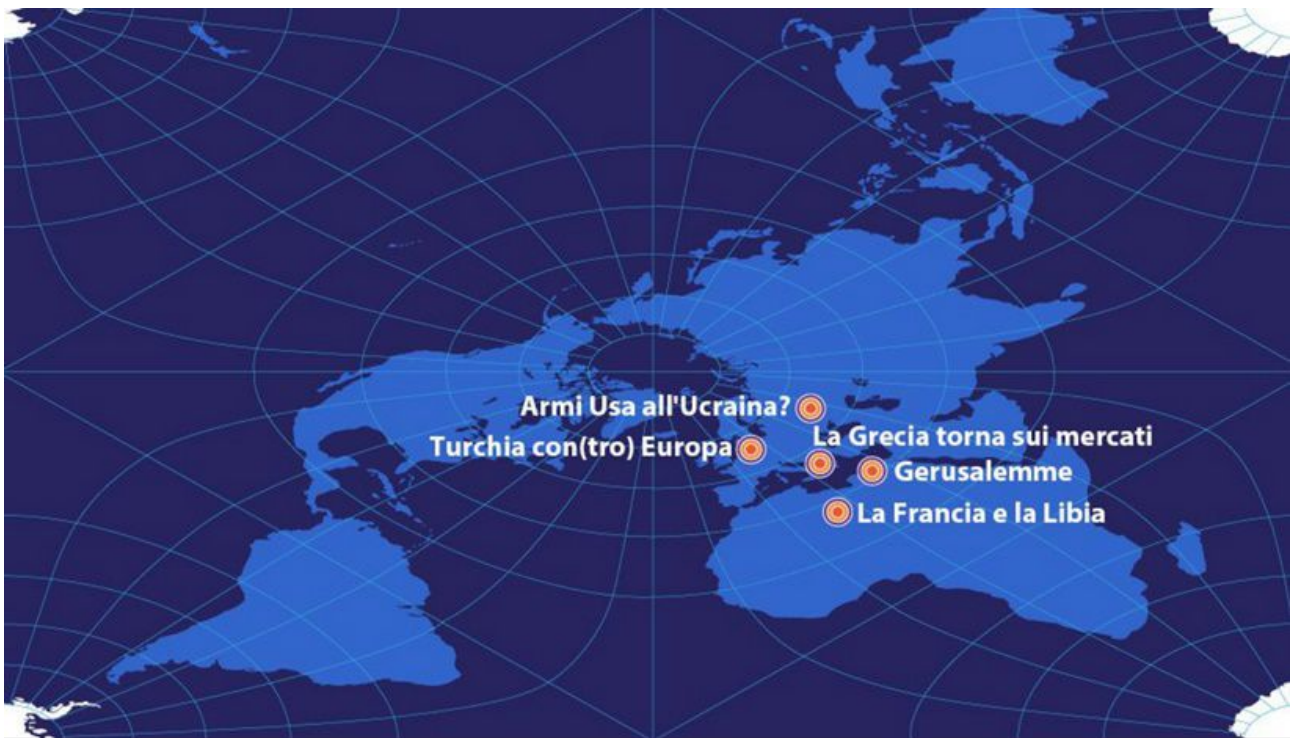 Armi Usa all'Ucraina?
La Grecia torna sui mercati
Turchia con(tro) Europa
Gerusalemme
La Francia e la Libia